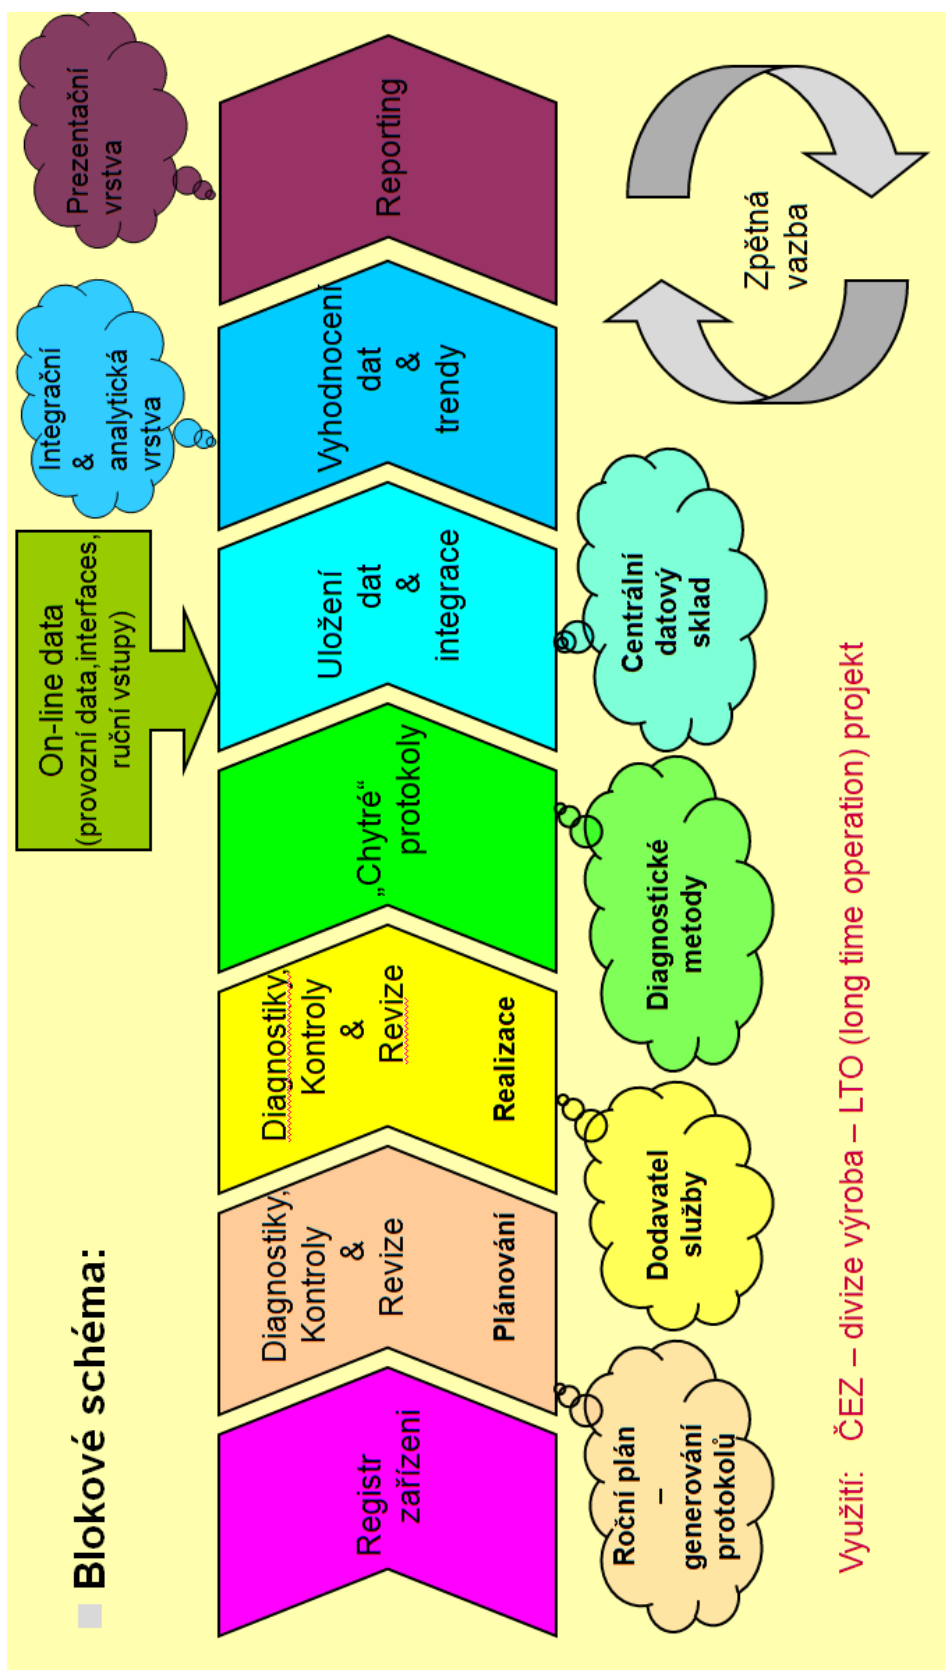 Blokové schéma:
On-line data
(provozní data,interfaces,
ruční vstupy)
Integrační
&
analytická
vrstva
Prezentační
vrstva
Registr
zařízeni
Diagnostiky,
Kontroly
&
Revize
Plánování
Diagnostiky,
Kontroly
&
Revize
Realizace
„Chytré“
protokoly
Uložení
dat
&
integrace
Vyhodnocení
dat
&
trendy
Reporting
Roční plán
–
generování
protokolů
Dodavatel
služby
Diagnostické
metody
Centrální
datový
sklad
Zpětná
vazba
Využití: ČEZ – divize výroba – LTO (long time operation) projekt